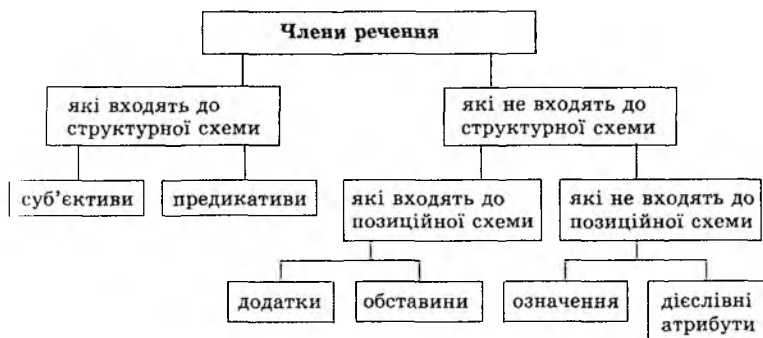 Члени речення
які входять до
структурної схеми
які не входять до
структурної схеми
суб'єктиви
предикативи
які входять до
позиційної схеми
які не входять до
позиційної схеми
додатки
обставини
означення
дієслівні
атрибути